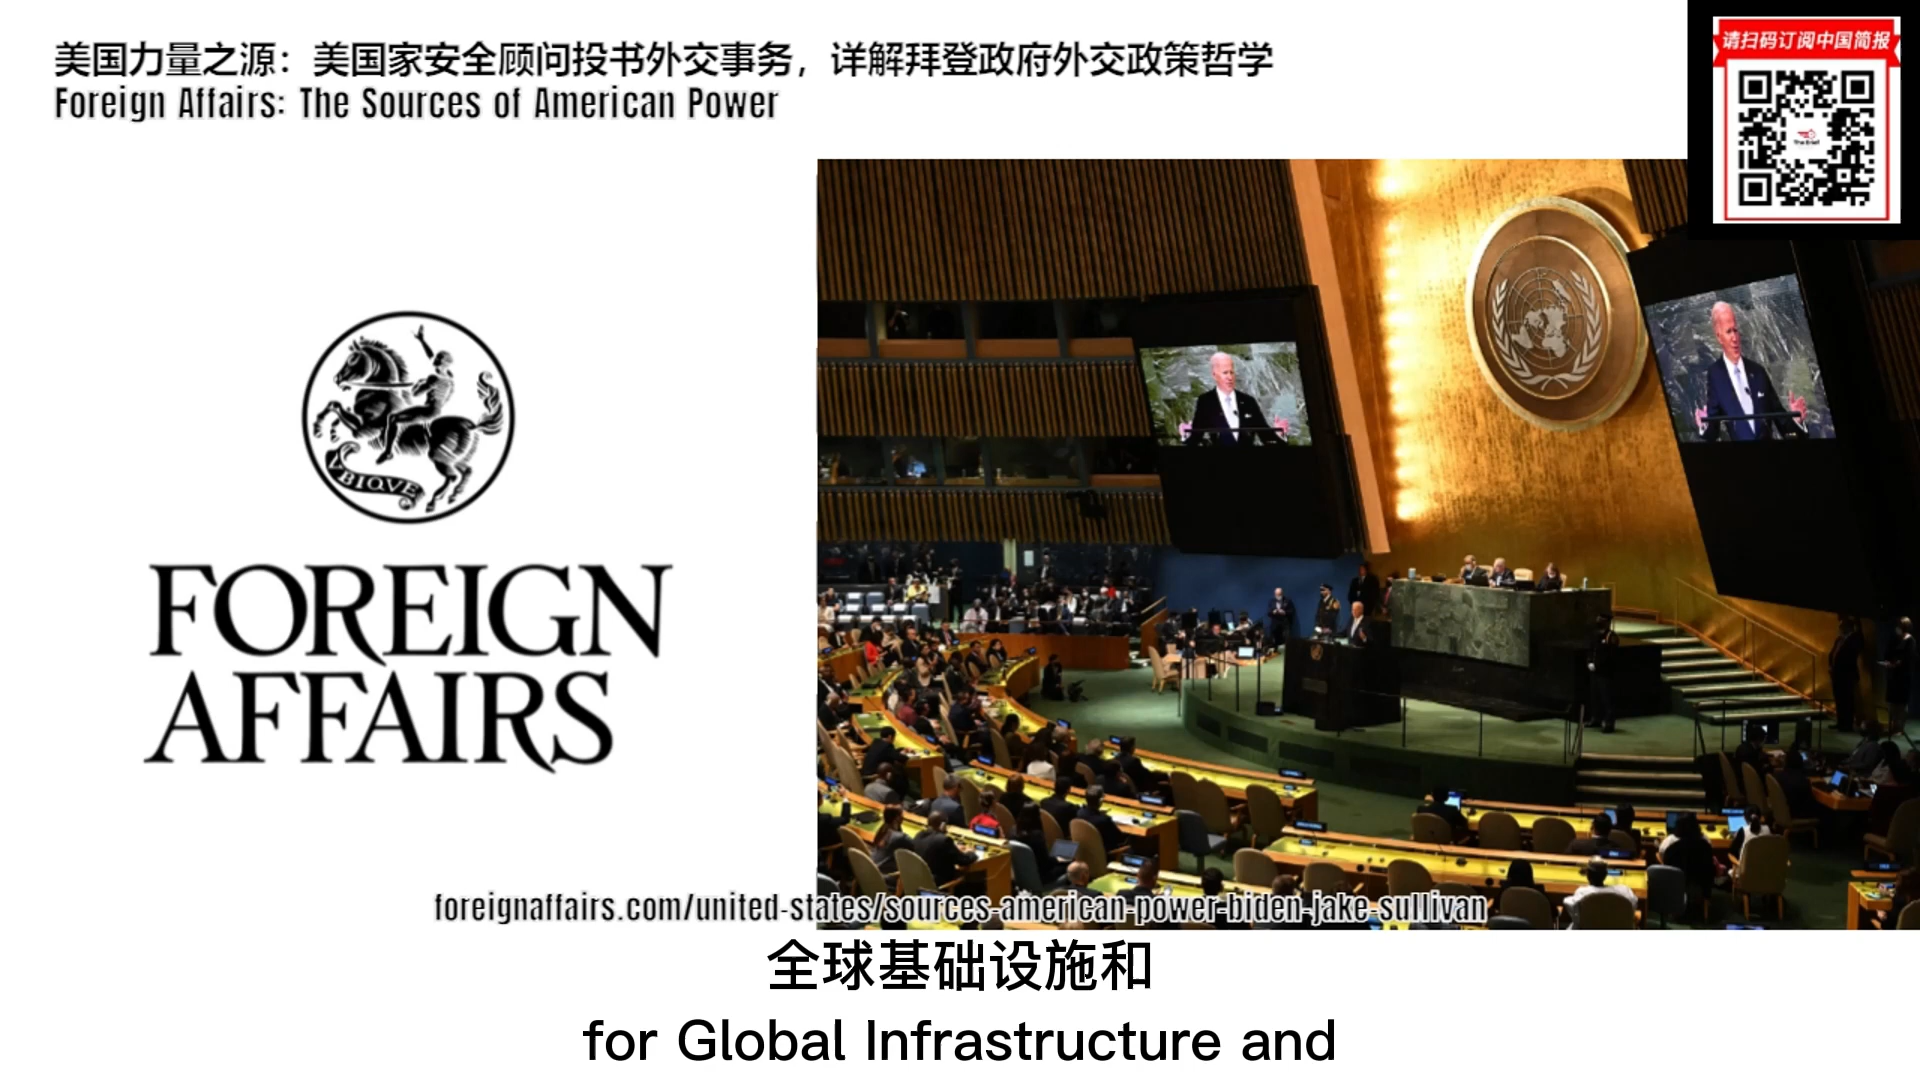 美国力量之源：美国家安全顾问投书外交事务，详解拜登政府外交政策哲学
Foreign Affairs: The Sources of American Power
请扫码订阅中国简报
VBIQVE
FOREIGN
AFFAIRS
foreignaffairs.com/united-states/sources-american-power-biden-jake-sullivan
全球基础设施和
for Global Infrastructure and